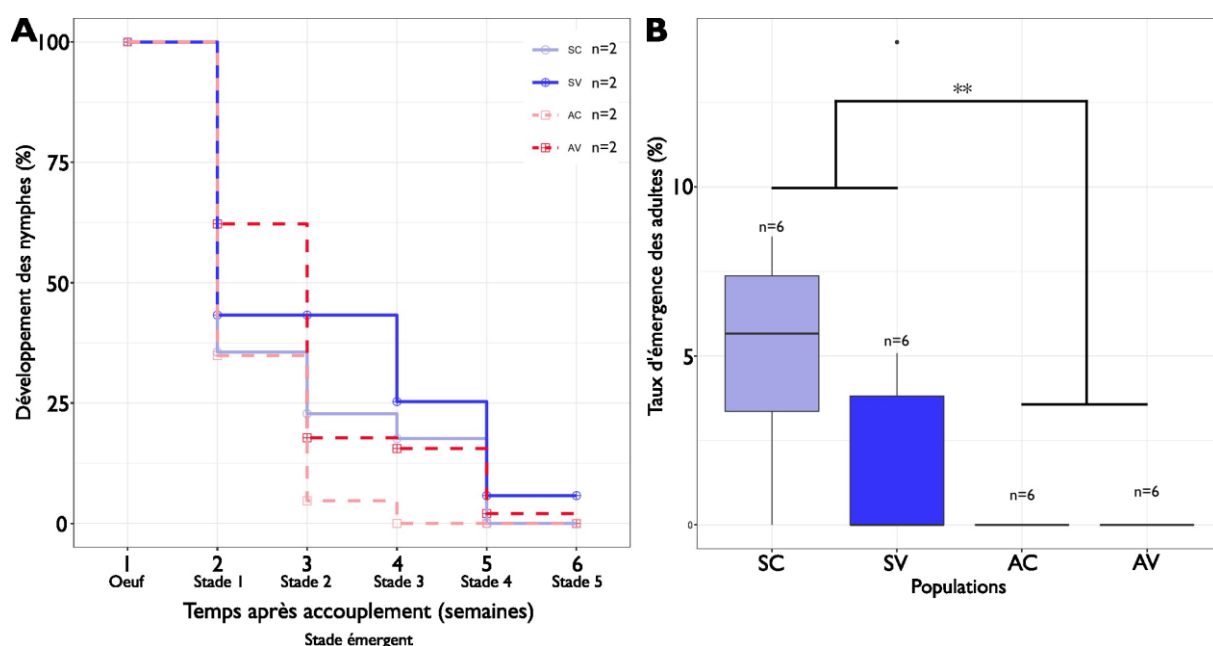 A
Développement des nymphes (%)
100
75
50
25
0
SC n=2
SV n=2
AC n=2
AV n=2
1 2 3 4 5 6
Oeuf Stade 1 Stade 2 Stade 3 Stade 4 Stade 5
Temps après accouplement (semaines)
Stade émergent
B
Taux d'émergence des adultes (%)
10
5
0
**
n=6
n=6
n=6
n=6
SC SV AC AV
Populations